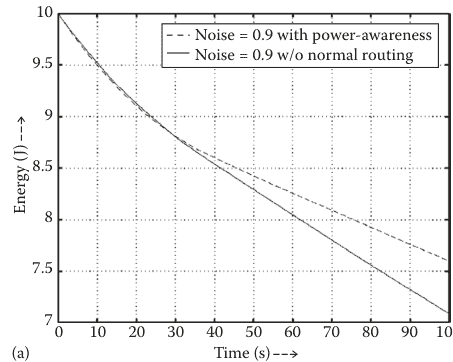 10
Noise = 0.9 with power-awareness
Noise = 0.9 w/o normal routing
9.5
9
8.5
8
7.5
7
Energy (J) -->
0 10 20 30 40 50 60 70 80 90 10
(a)
Time (s) -->